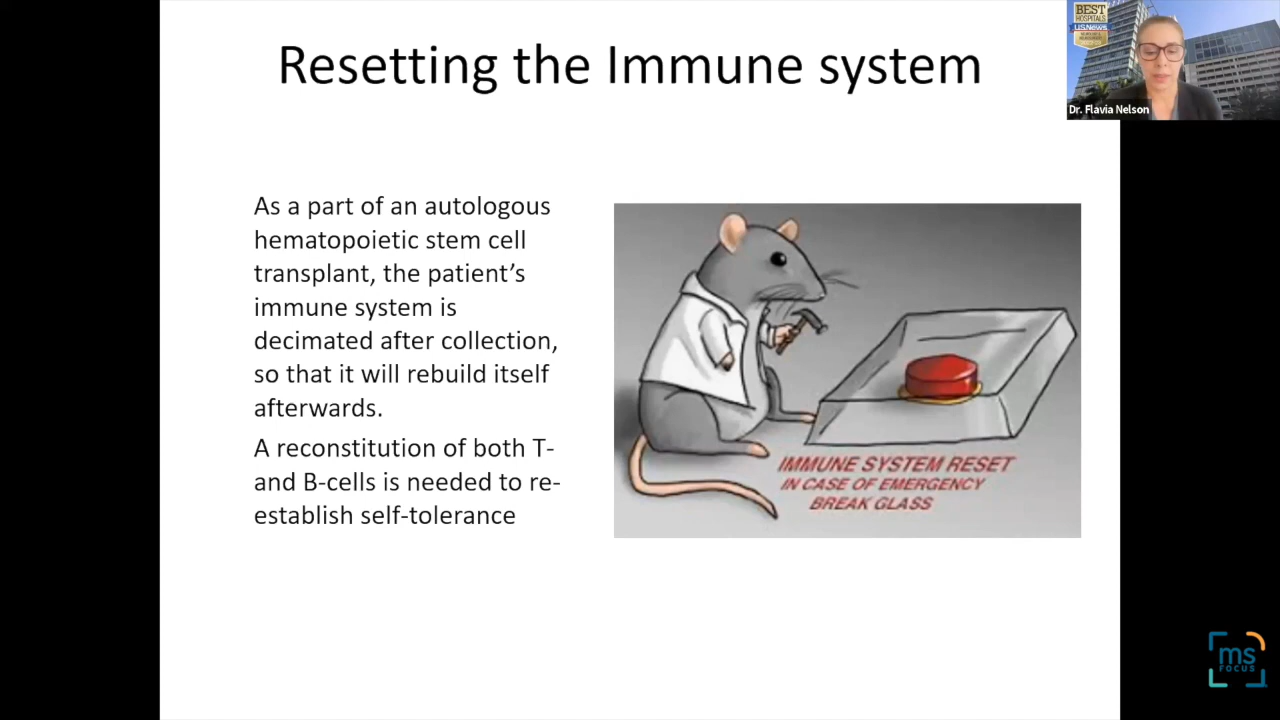 Resetting the Immune system
BEST
HOSPITALS
U.S.News
Dr. Flavia Nelson
As a part of an autologous
hematopoietic stem cell
transplant, the patient’s
immune system is
decimated after collection,
so that it will rebuild itself
afterwards.
A reconstitution of both T-
and B-cells is needed to re-
establish self-tolerance
IMMUNE SYSTEM RESET
IN CASE OF EMERGENCY
BREAK GLASS
ms
FOCUS